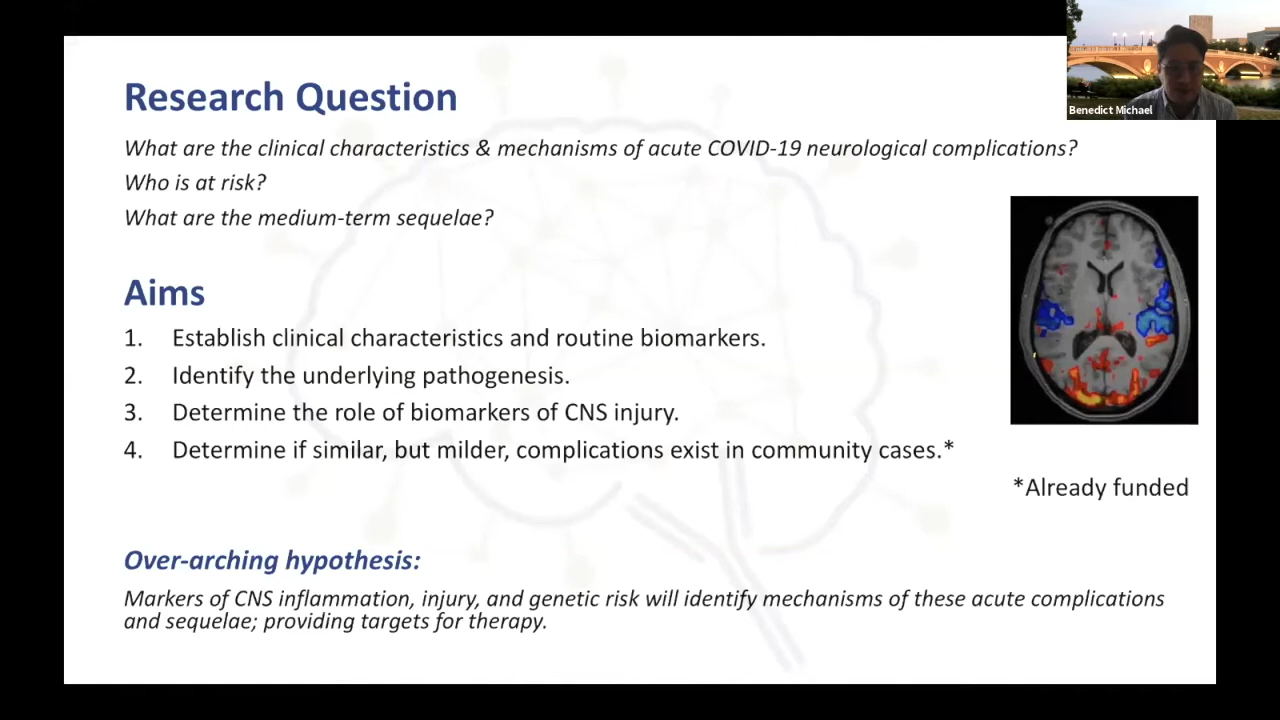 Benedict Michael
Research Question
What are the clinical characteristics & mechanisms of acute COVID-19 neurological complications?
Who is at risk?
What are the medium-term sequelae?
Aims
1. Establish clinical characteristics and routine biomarkers.
2. Identify the underlying pathogenesis.
3. Determine the role of biomarkers of CNS injury.
4. Determine if similar, but milder, complications exist in community cases.*
*Already funded
Over-arching hypothesis:
Markers of CNS inflammation, injury, and genetic risk will identify mechanisms of these acute complications
and sequelae; providing targets for therapy.